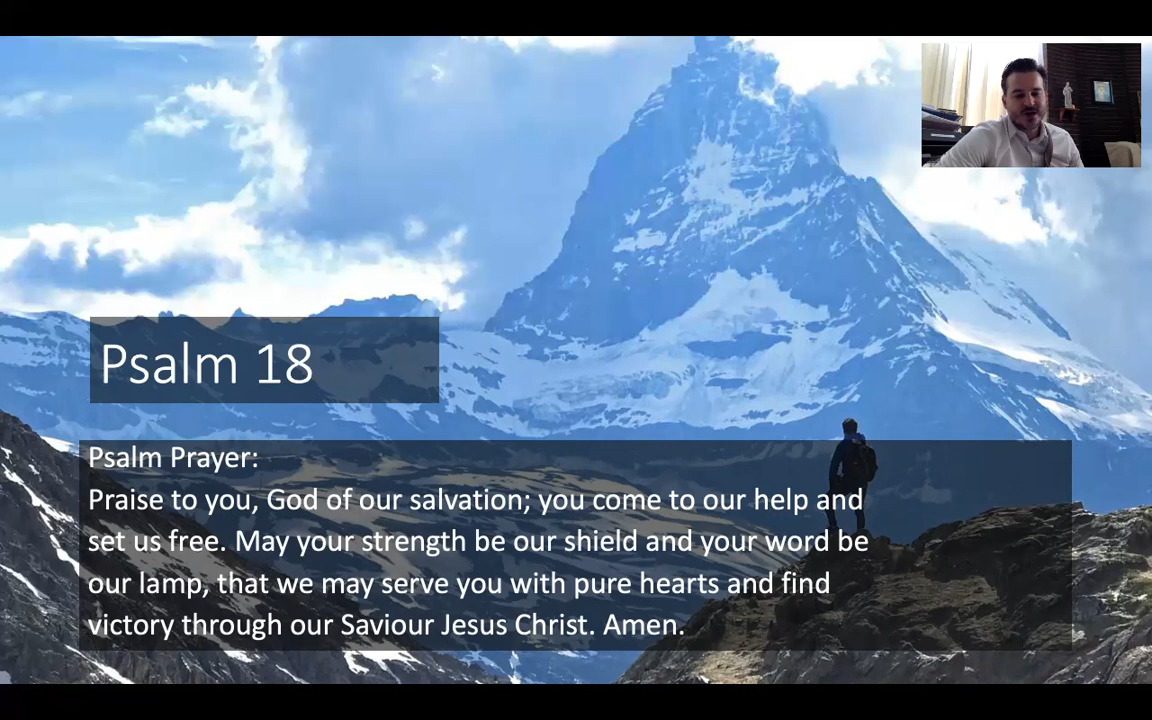 Psalm 18
Psalm Prayer:
Praise to you, God of our salvation; you come to our help and
set us free. May your strength be our shield and your word be
our lamp, that we may serve you with pure hearts and find
victory through our Saviour Jesus Christ. Amen.